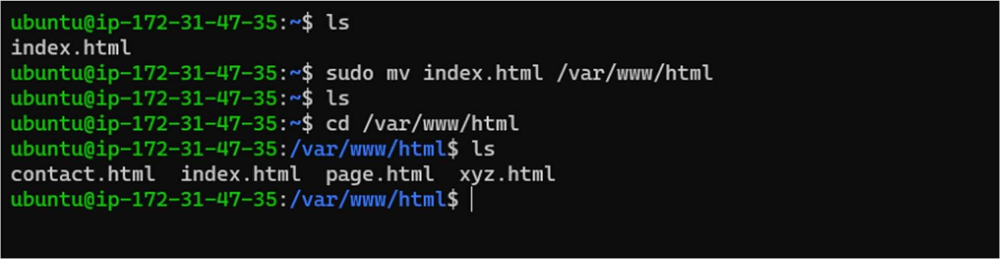 ubuntu@ip-172-31-47-35:~$ ls
index.html
ubuntu@ip-172-31-47-35:~$ sudo mv index.html /var/www/html
ubuntu@ip-172-31-47-35:~$ ls
ubuntu@ip-172-31-47-35:~$ cd /var/www/html
ubuntu@ip-172-31-47-35:/var/www/html$ ls
contact.html  index.html  page.html  xyz.html
ubuntu@ip-172-31-47-35:/var/www/html$